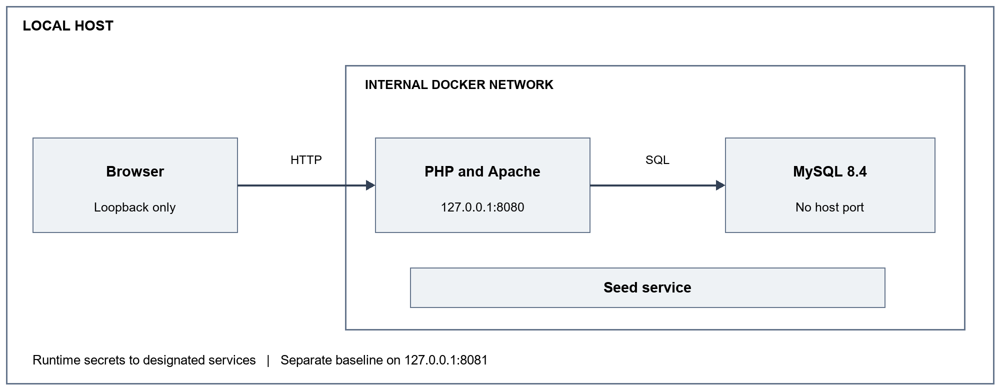 LOCAL HOST
INTERNAL DOCKER NETWORK
Browser
Loopback only
HTTP
PHP and Apache
127.0.0.1:8080
SQL
MySQL 8.4
No host port
Seed service
Runtime secrets to designated services | Separate baseline on 127.0.0.1:8081